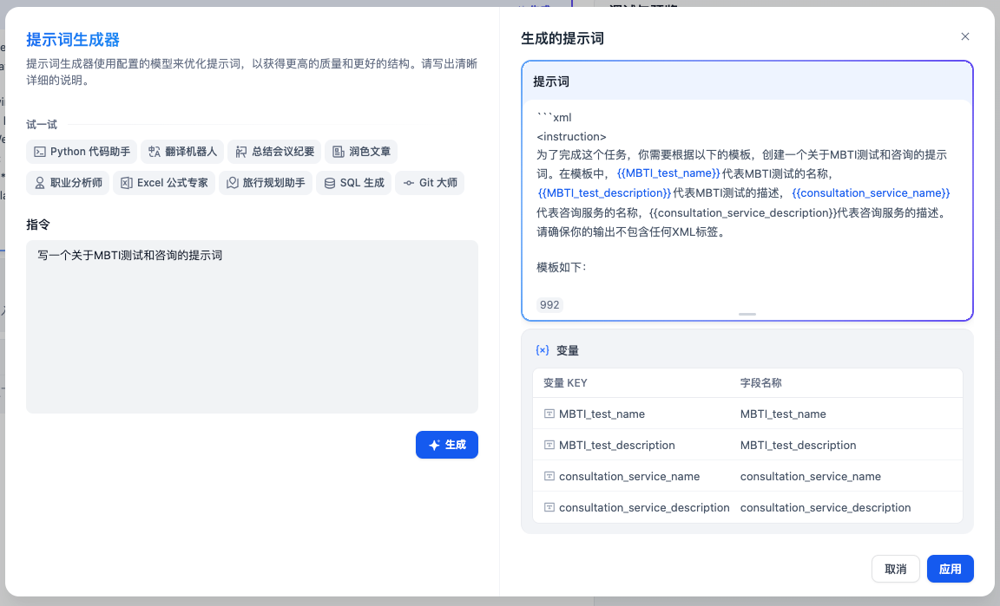 提示词生成器
提示词生成器使用配置的模型来优化提示词，以获得更高的质量和更好的结构。请写出清晰
详细的说明。
试一试
Python 代码助手
翻译机器人
总结会议纪要
润色文章
职业分析师
Excel 公式专家
旅行规划助手
SQL 生成
Git 大师
指令
写一个关于MBTI测试和咨询的提示词
生成
生成的提示词
提示词
```xml
<instruction>
为了完成这个任务，你需要根据以下的模板，创建一个关于MBTI测试和咨询的提示
词。在模板中，{{MBTI_test_name}}代表MBTI测试的名称，
{{MBTI_test_description}}代表MBTI测试的描述，{{consultation_service_name}}
代表咨询服务的名称，{{consultation_service_description}}代表咨询服务的描述。
请确保你的输出不包含任何XML标签。
模板如下：
992
{x} 变量
变量 KEY 字段名称
MBTI_test_name MBTI_test_name
MBTI_test_description MBTI_test_description
consultation_service_name consultation_service_name
consultation_service_description consultation_service_description
取消
应用